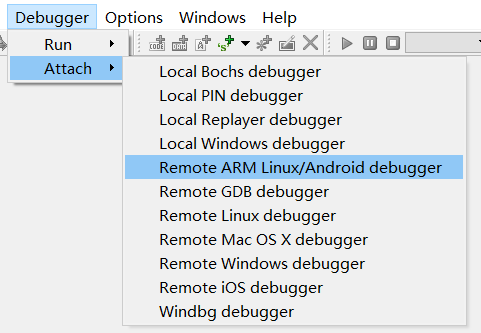 Debugger Options Windows Help
Run
Attach
Local Bochs debugger
Local PIN debugger
Local Replayer debugger
Local Windows debugger
Remote ARM Linux/Android debugger
Remote GDB debugger
Remote Linux debugger
Remote Mac OS X debugger
Remote Windows debugger
Remote iOS debugger
Windbg debugger